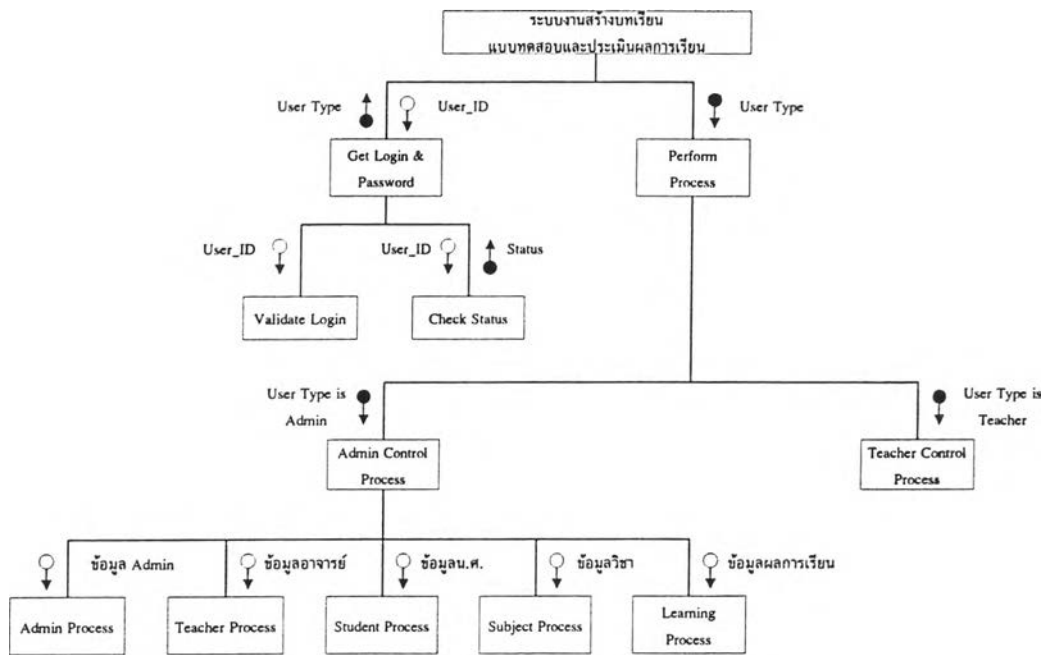 ระบบงานสร้างบทเรียน
แบบทดสอบและประเมินผลการเรียน
User Type
User_ID
User Type
Get Login &
Password
Perform
Process
User_ID
User_ID
Status
Validate Login
Check Status
User Type is
Admin
User Type is
Teacher
Admin Control
Process
Teacher Control
Process
ข้อมูล Admin
ข้อมูลอาจารย์
ข้อมูลน.ศ.
ข้อมูลวิชา
ข้อมูลผลการเรียน
Admin Process
Teacher Process
Student Process
Subject Process
Learning
Process